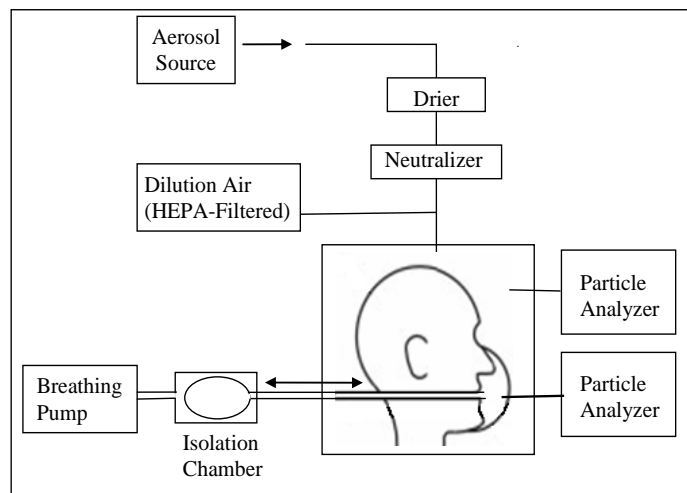 Aerosol
Source
Drier
Neutralizer
Dilution Air
(HEPA-Filtered)
Particle
Analyzer
Breathing
Pump
Particle
Analyzer
Isolation
Chamber